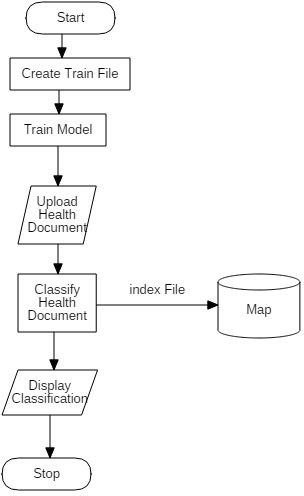 Start
Create Train File
Train Model
Upload
Health
Document
Classify
Health
Document
index File
Map
Display
Classification
Stop